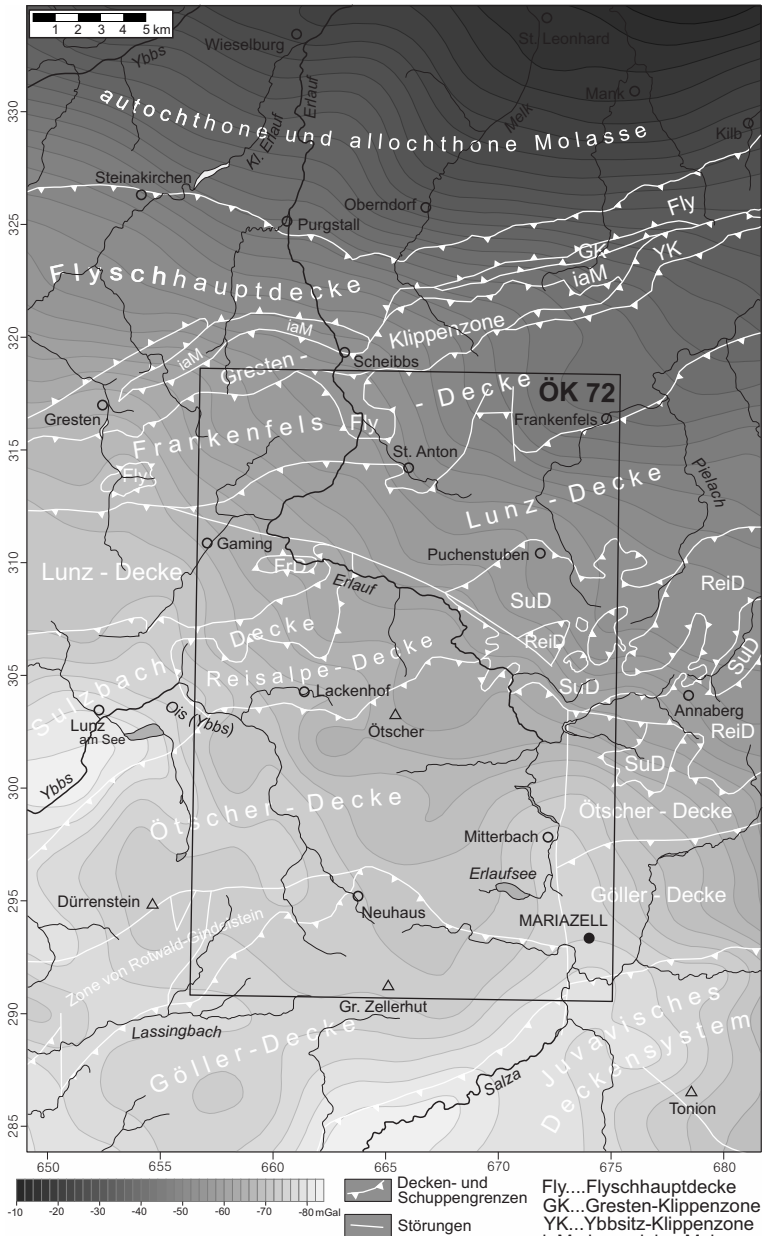 1 2 3 4 5 km
Ybbs
Wieselburg
Erlauf
Kl. Erlauf
St. Leonhard
Mank
Melk
Kilb
330
autochthone und allochthone Molasse
Steinakirchen
Purgstall
Oberndorf
Fly
325
GK
YK
iaM
Flyschhauptdecke
iaM
Klippenzone
320
iaM
Scheibbs
Gresten -
- Decke
ÖK 72
Gresten
Frankenfels
Fly
Frankenfels
315
St. Anton
Fly
Pielach
Lunz - Decke
Gaming
Puchenstuben
310
Lunz - Decke
FrD
Erlauf
ReiD
SuD
Decke
ReiD
Reisalpe - Decke
SuD
305
Sulzbach
Lackenhof
SuD
Annaberg
Lunz
am See
Ois (Ybbs)
Ötscher
ReiD
SuD
300
Ybbs
Ötscher - Decke
Ötscher - Decke
Mitterbach
Erlaufsee
295
Dürrenstein
Neuhaus
Göller - Decke
MARIAZELL
Zone von Rotwald-Gindelstein
Gr. Zellerhut
290
Lassingbach
Göller-Decke
Juvavisches
Deckensystem
Salza
Tonion
285
650 655 660 665 670 675 680
-10 -20 -30 -40 -50 -60 -70 -80 mGal
Decken- und
Schuppengrenzen
Störungen
Fly....Flyschhauptdecke
GK...Gresten-Klippenzone
YK...Ybbsitz-Klippenzone